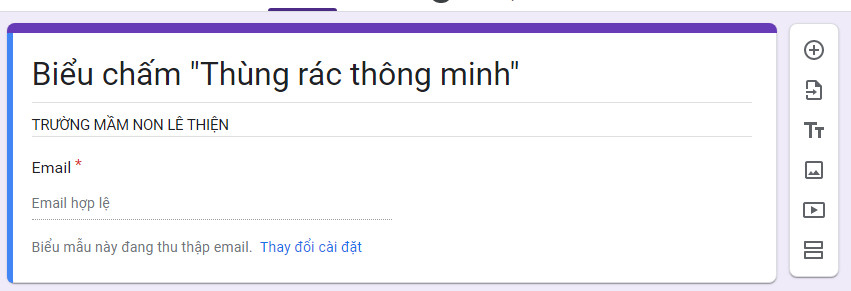 Biểu chấm "Thùng rác thông minh"
TRƯỜNG MẦM NON LÊ THIỆN
Email *
Email hợp lệ
Biểu mẫu này đang thu thập email. Thay đổi cài đặt